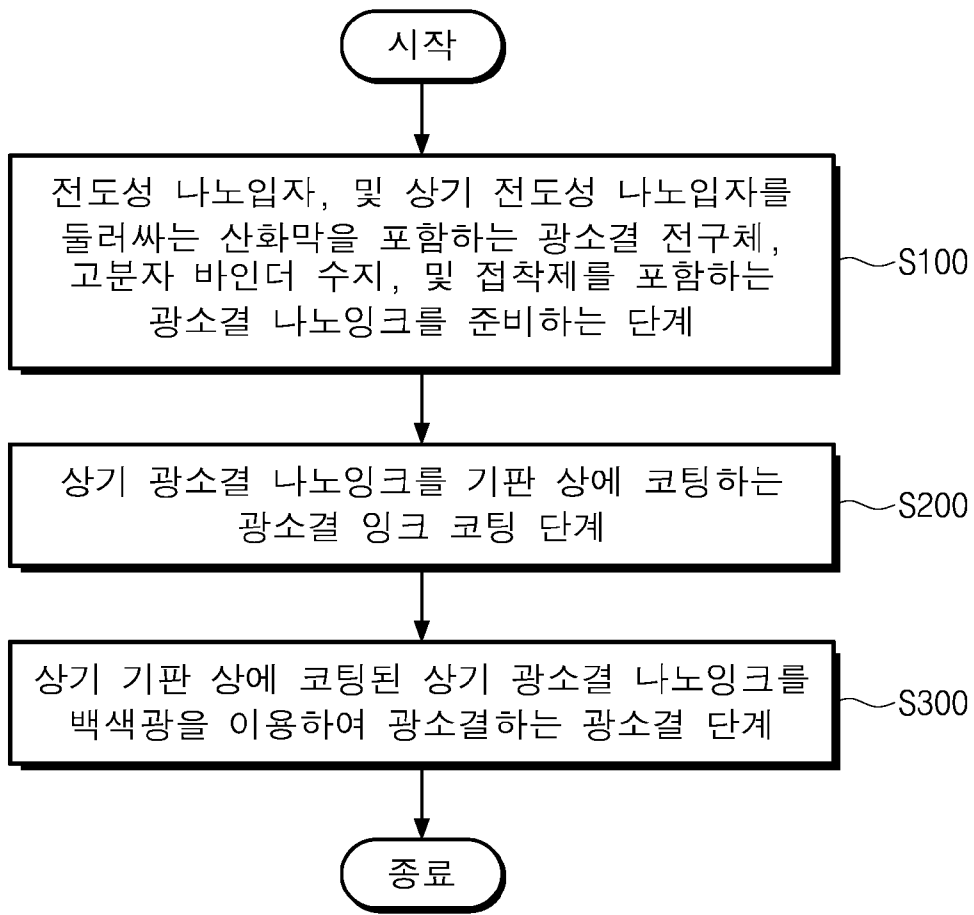 시작
전도성 나노입자, 및 상기 전도성 나노입자를
둘러싸는 산화막을 포함하는 광소결 전구체,
고분자 바인더 수지, 및 접착제를 포함하는
광소결 나노잉크를 준비하는 단계
S100
상기 광소결 나노잉크를 기판 상에 코팅하는
광소결 잉크 코팅 단계
S200
상기 기판 상에 코팅된 상기 광소결 나노잉크를
백색광을 이용하여 광소결하는 광소결 단계
S300
종료